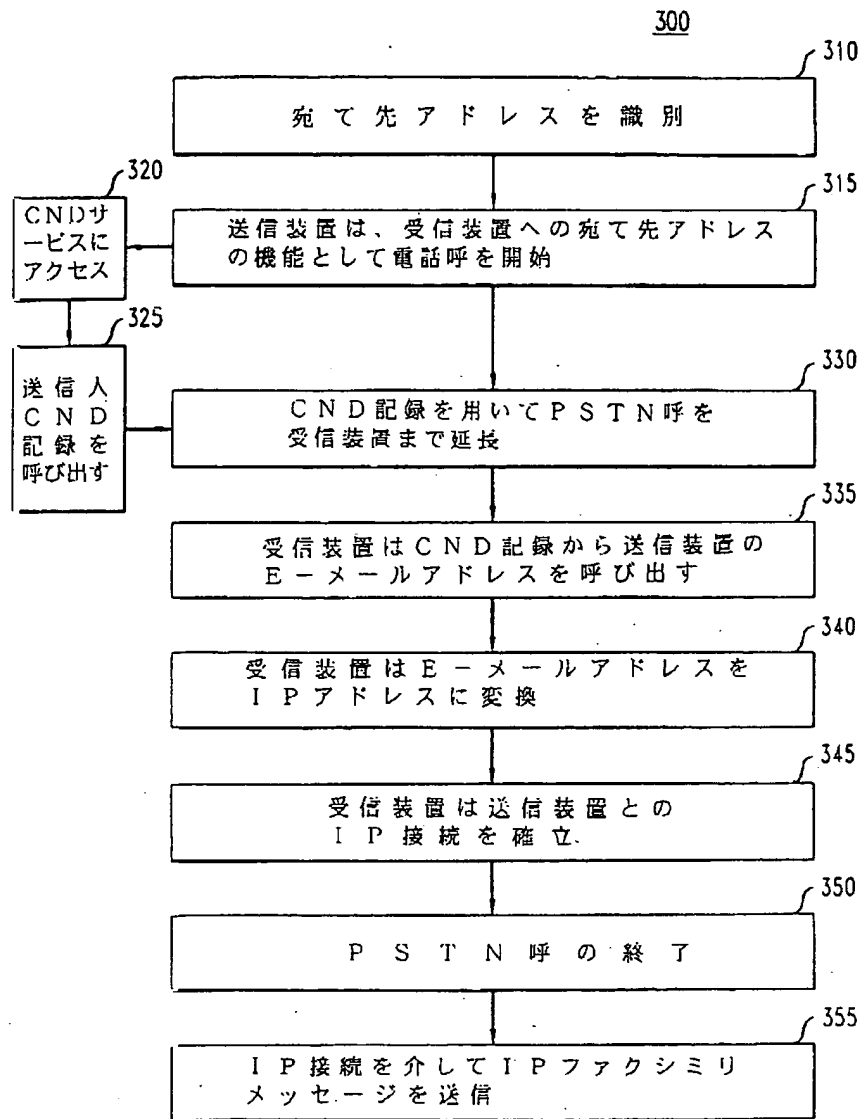 300
310
宛て先アドレスを識別
315
送信装置は、受信装置への宛て先アドレス
の機能として電話呼を開始
320
CNDサ
ービスに
アクセス
325
送信人
CND
記録を
呼び出す
330
CND記録を用いてPSTN呼を
受信装置まで延長
335
受信装置はCND記録から送信装置の
E-メールアドレスを呼び出す
340
受信装置はE-メールアドレスを
IPアドレスに変換
345
受信装置は送信装置との
IP接続を確立
350
PSTN呼の終了
355
IP接続を介してIPファクシミリ
メッセージを送信